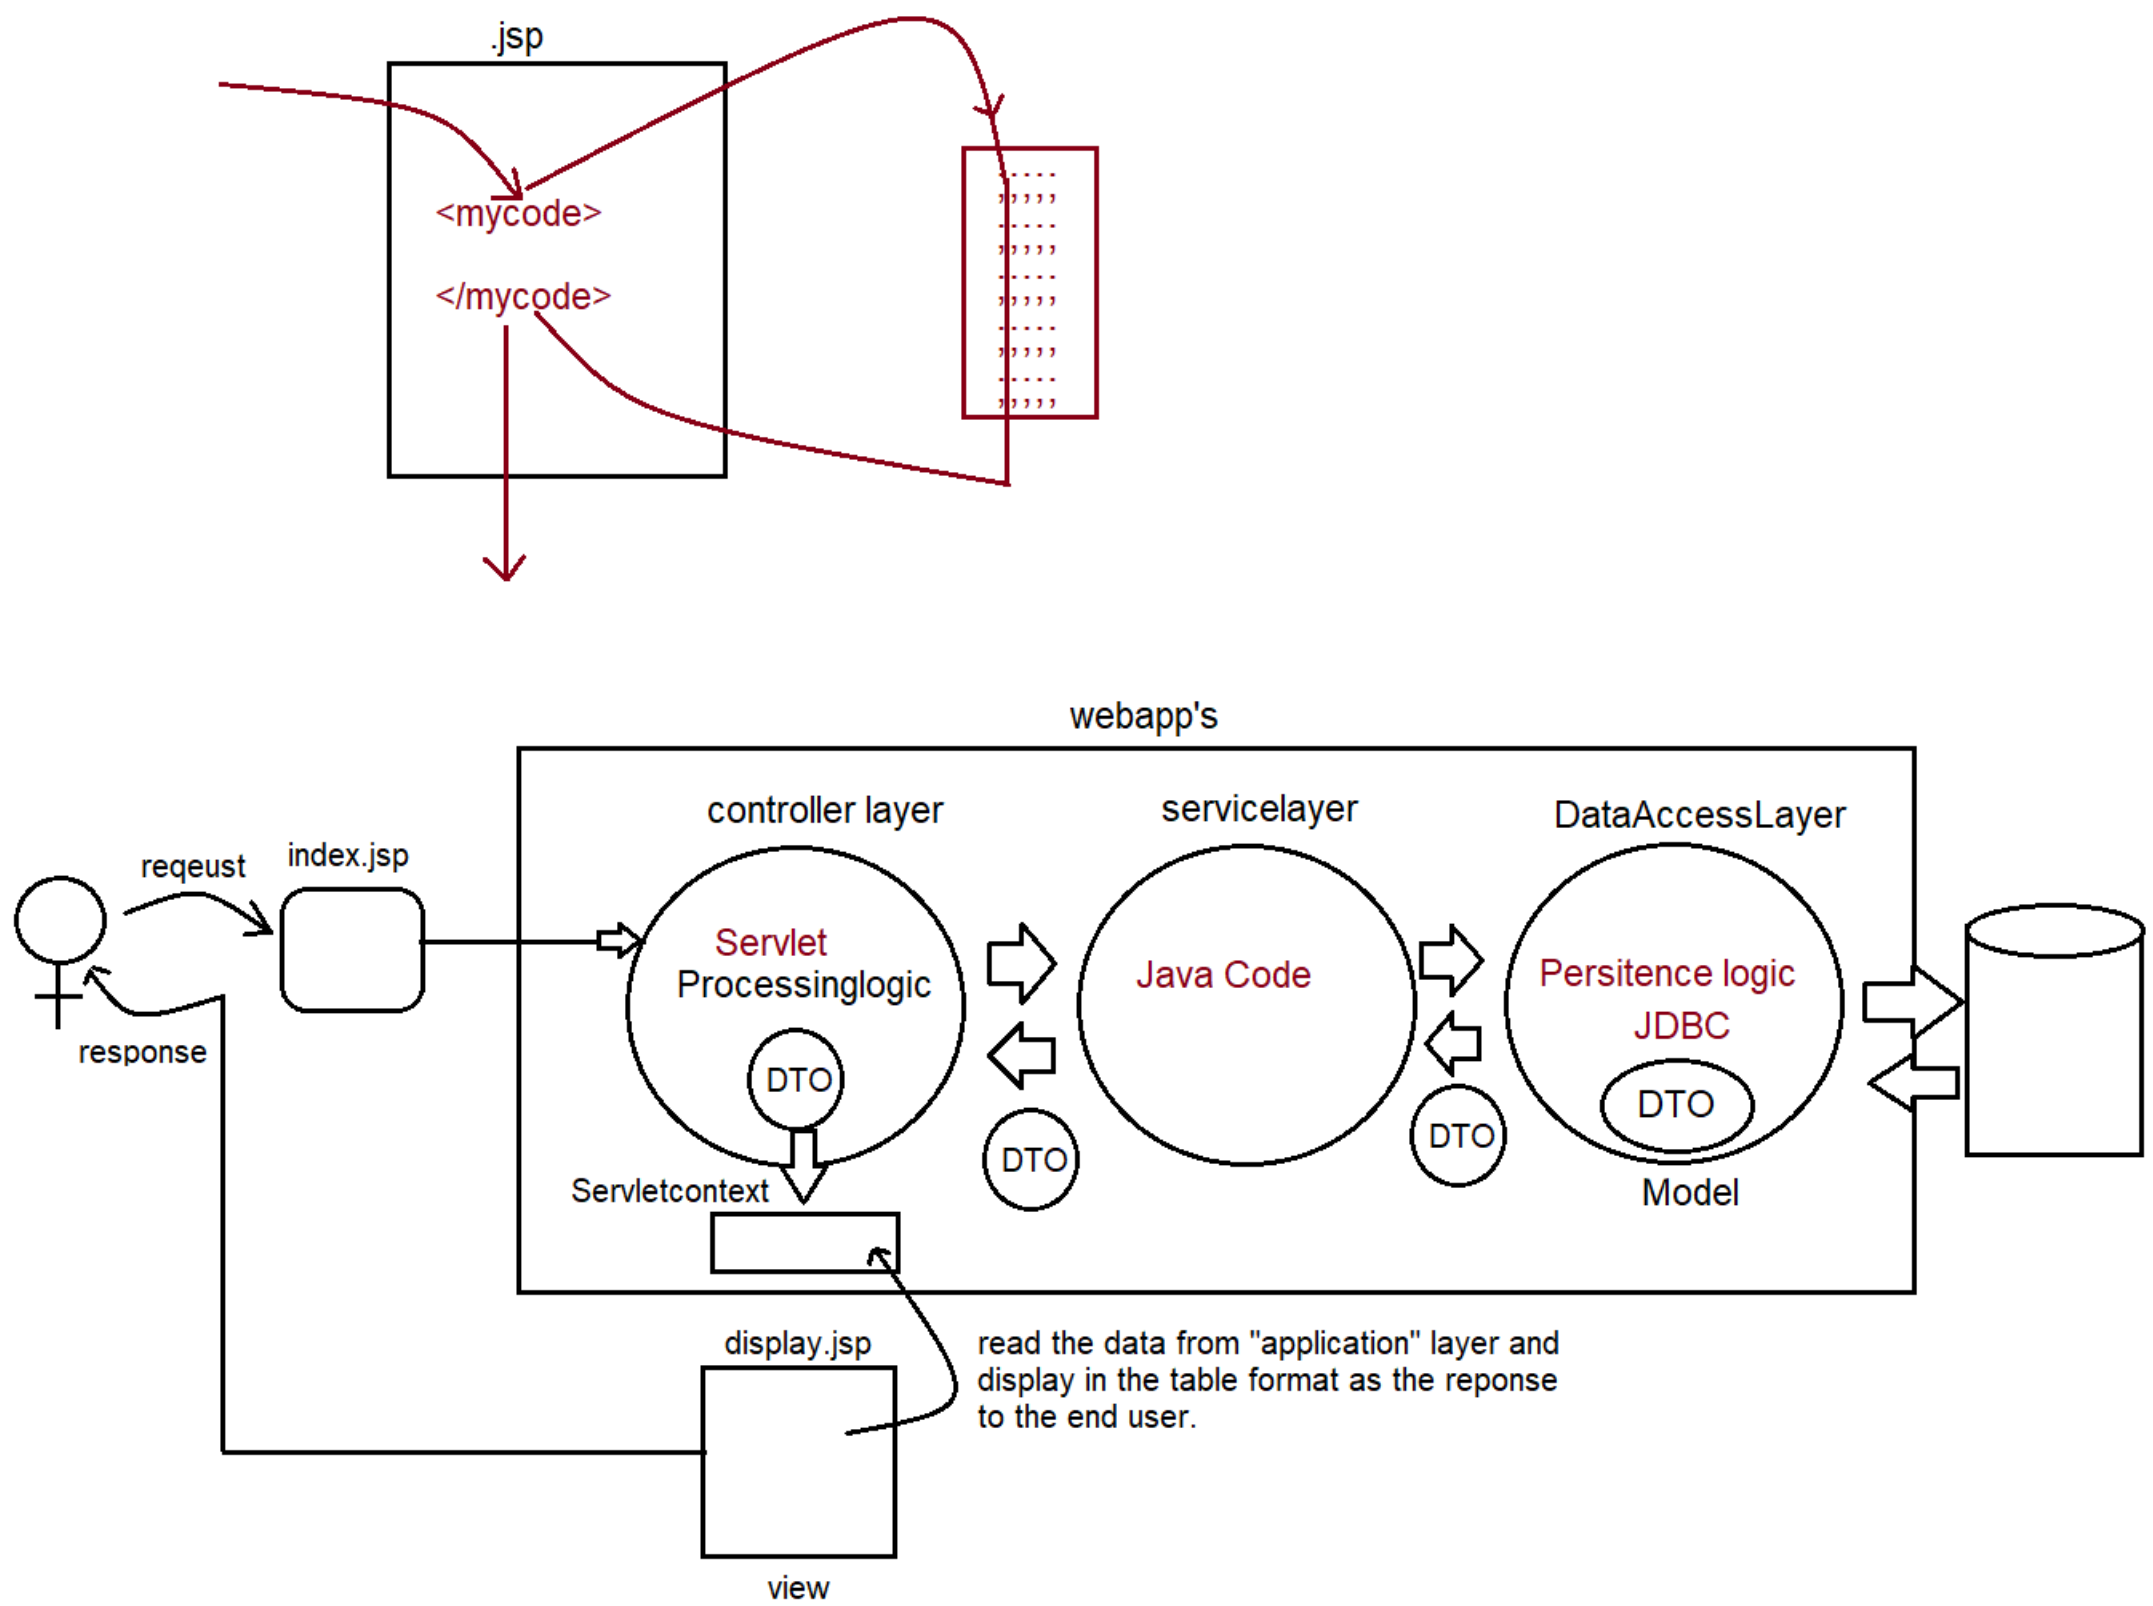 .jsp
<mycode>
</mycode>
;;;;;
;;;;;
;;;;;
;;;;;
;;;;;
webapp's
controller layer
servicelayer
DataAccessLayer
reqeust
index.jsp
Servlet
Processinglogic
Java Code
Persitence logic
JDBC
response
DTO
DTO
DTO
DTO
Servletcontext
Model
display.jsp
read the data from "application" layer and
display in the table format as the reponse
to the end user.
view